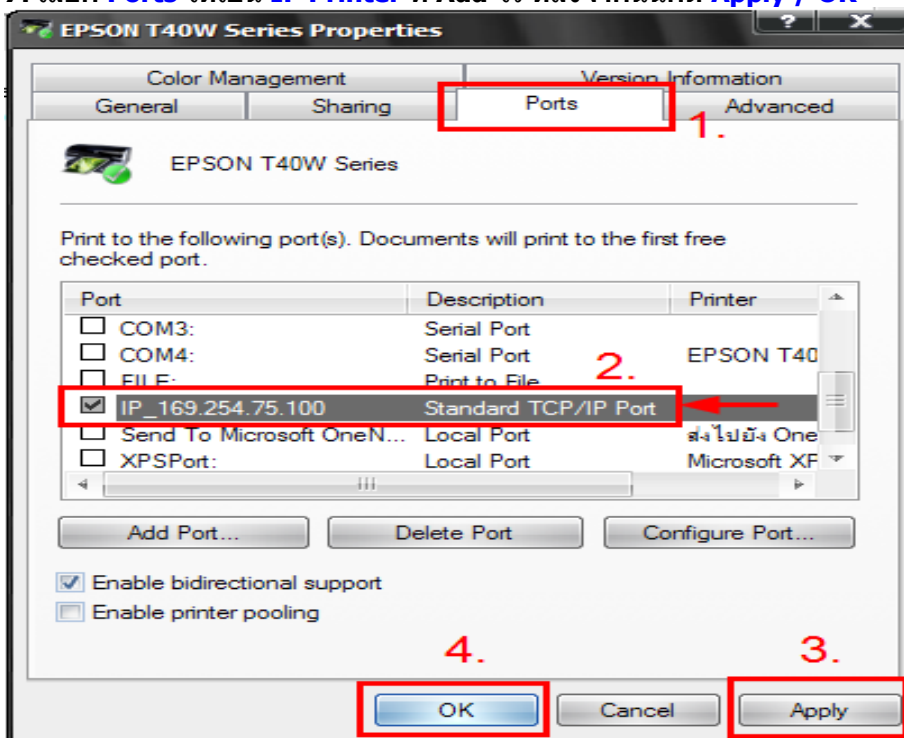 Ports IP Printer Add Apply / OK
EPSON T40W Series Properties
Color Management Version Information
General Sharing Ports Advanced
1.
EPSON T40W Series
Print to the following port(s). Documents will print to the first free
checked port.
Port Description Printer
COM3: Serial Port
COM4: Serial Port EPSON T40
2.
FILE: Print to File
IP_169.254.75.100 Standard TCP/IP Port
Send To Microsoft OneN... Local Port ส่งไปยัง One
XPSPort: Local Port Microsoft XP
Add Port... Delete Port Configure Port...
Enable bidirectional support
Enable printer pooling
4. 3.
OK Cancel Apply